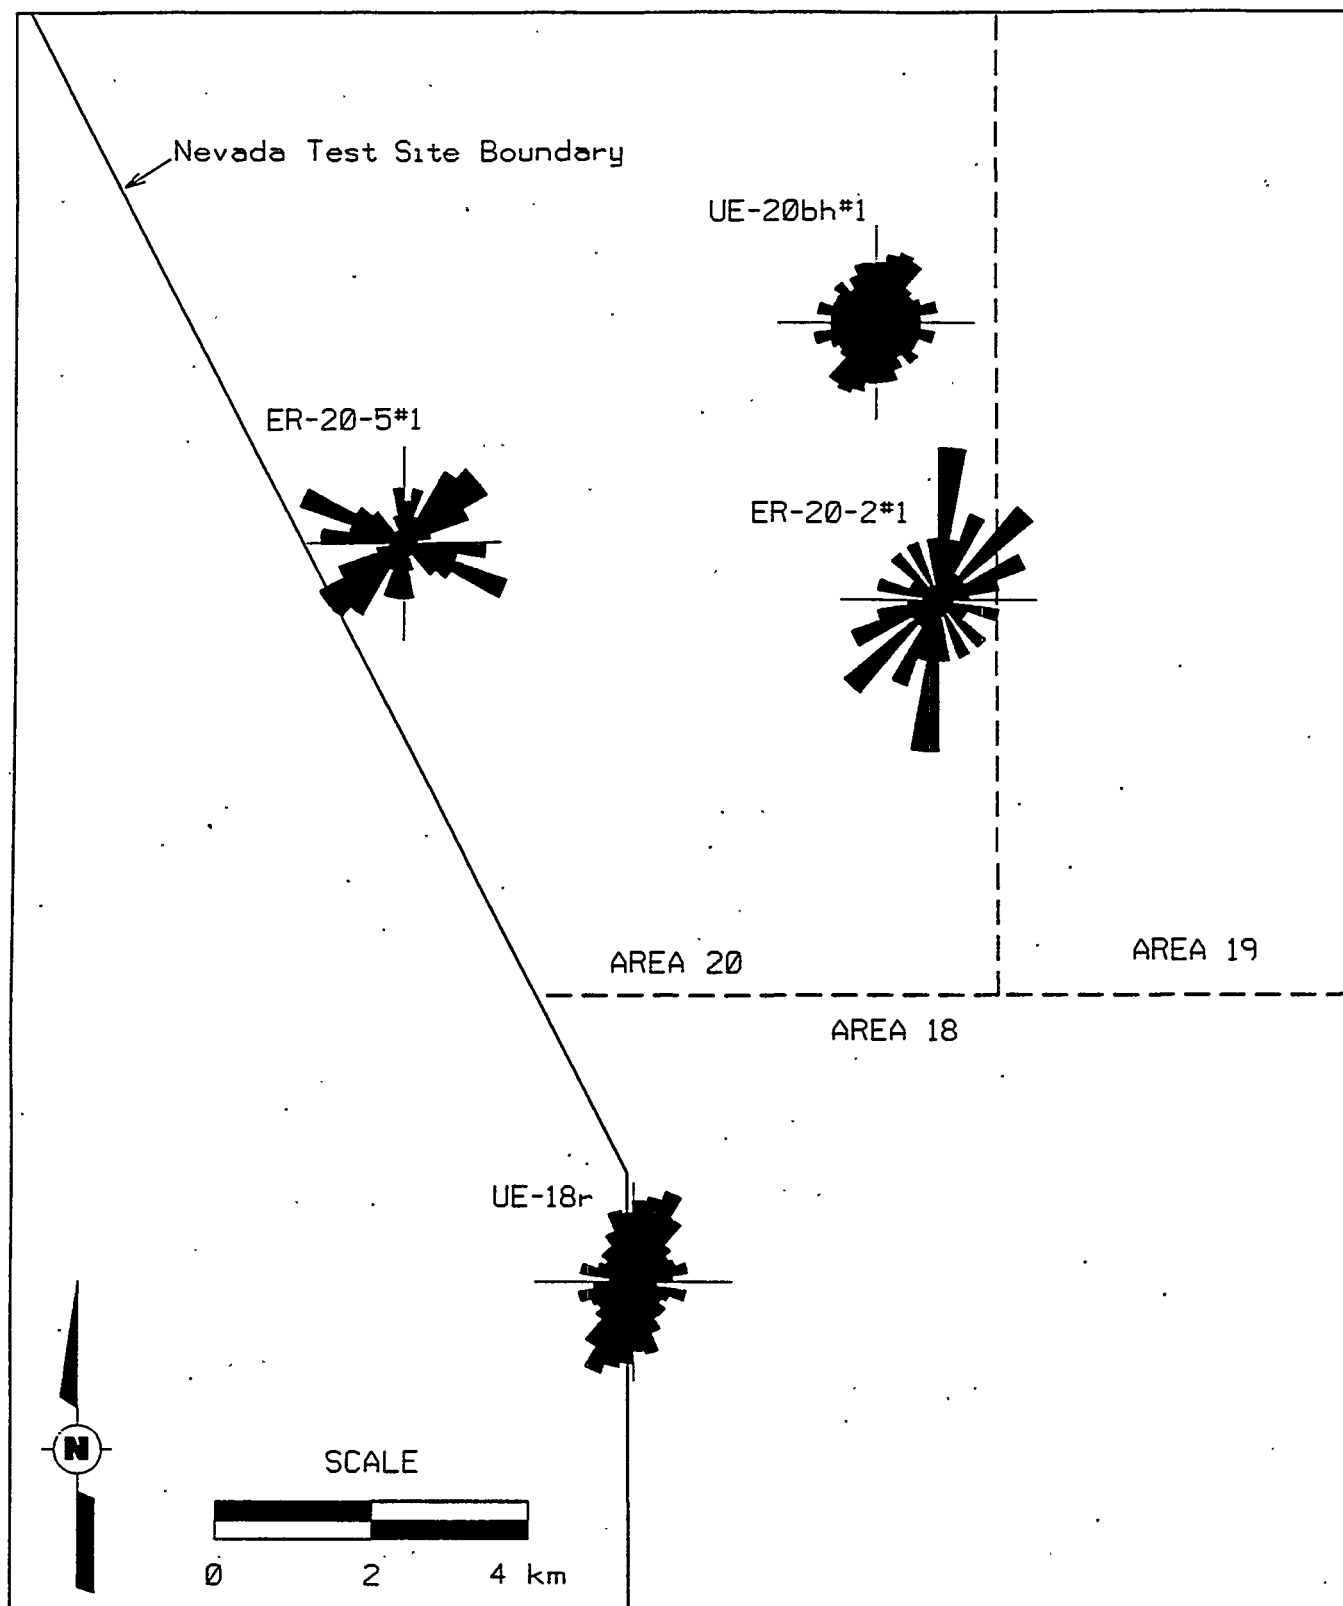 Nevada Test Site Boundary
UE-20bh#1
ER-20-5#1
ER-20-2#1
AREA 20
AREA 19
AREA 18
UE-18r
N
SCALE
0 2 4 km